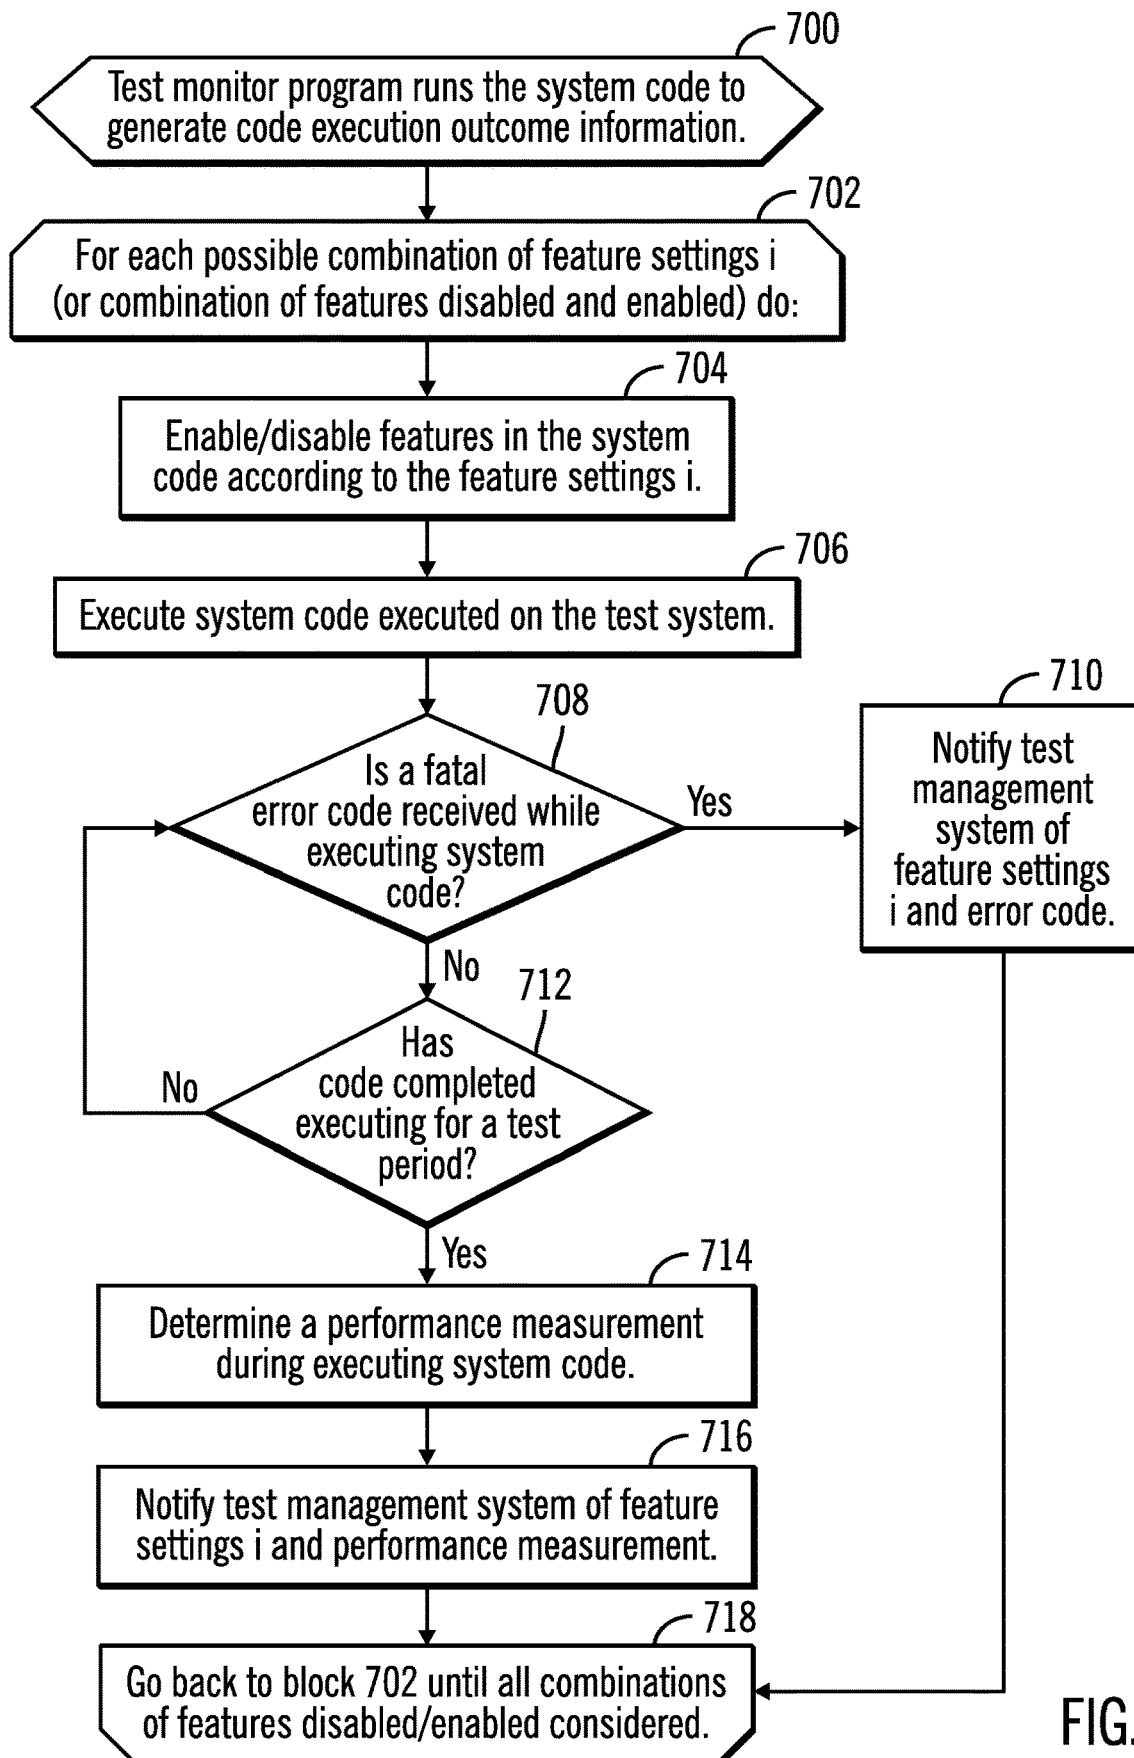 700
Test monitor program runs the system code to
generate code execution outcome information.
702
For each possible combination of feature settings i
(or combination of features disabled and enabled) do:
704
Enable/disable features in the system
code according to the feature settings i.
706
Execute system code executed on the test system.
708
Is a fatal
error code received while
executing system
code?
Yes
710
Notify test
management
system of
feature settings
i and error code.
No
712
Has
code completed
executing for a test
period?
No
Yes
714
Determine a performance measurement
during executing system code.
716
Notify test management system of feature
settings i and performance measurement.
718
Go back to block 702 until all combinations
of features disabled/enabled considered.
FIG.